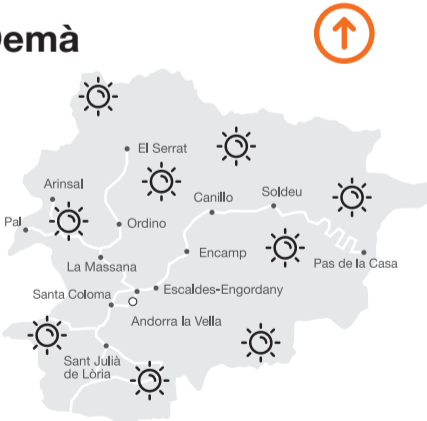 Demà
El Serrat
Arinsal
Canillo
Soldeu
Pal
Ordino
Encamp
Pas de la Casa
La Massana
Santa Coloma
Escaldes-Engordany
Andorra la Vella
Sant Julià
de Lòria